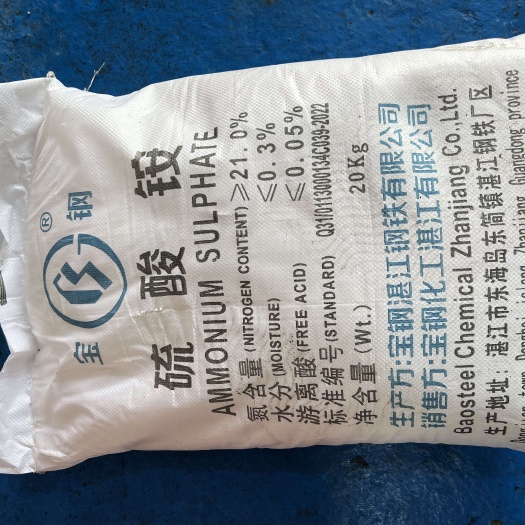 宝 ® 钢
硫酸铵
AMMONIUM SULPHATE
氮含量(NITROGEN CONTENT)≥21.0%
水分(MOISTURE) ≤0.3%
游离酸(FREE ACID) ≤0.05%
标准编号(STANDARD) Q31/0113000134C039-2022
净含量(Wt.) 20Kg
生产方:宝钢湛江钢铁有限公司
销售方:宝钢化工湛江有限公司
Baosteel Chemical Zhanjiang Co.,Ltd.
生产地址: 湛江市东海岛东简镇湛江钢铁厂区
Zhanjiang Guangdong province